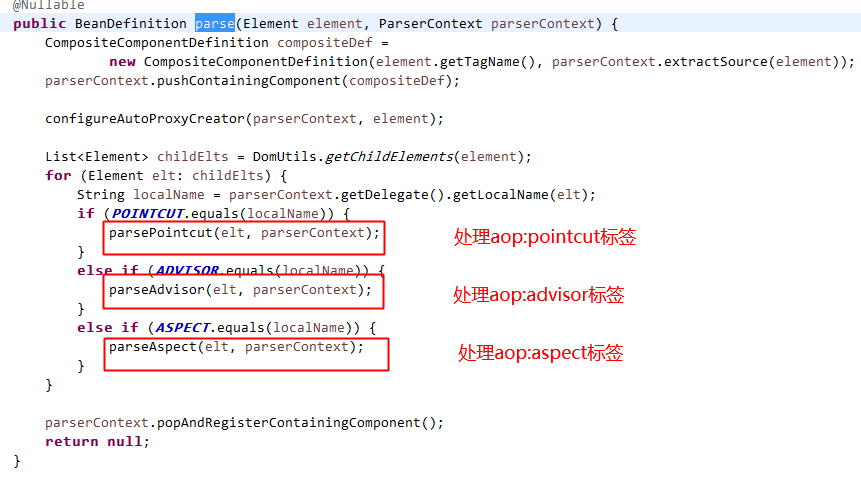 @Nullable
public BeanDefinition parse(Element element, ParserContext parserContext) {
CompositeComponentDefinition compositeDef =
new CompositeComponentDefinition(element.getTagName(), parserContext.extractSource(element));
parserContext.pushContainingComponent(compositeDef);
configureAutoProxyCreator(parserContext, element);
List<Element> childElts = DomUtils.getChildElements(element);
for (Element elt: childElts) {
String localName = parserContext.getDelegate().getLocalName(elt);
if (POINTCUT.equals(localName)) {
parsePointcut(elt, parserContext); 处理aop:pointcut标签
}
else if (ADVISOR.equals(localName)) {
parseAdvisor(elt, parserContext); 处理aop:advisor标签
}
else if (ASPECT.equals(localName)) {
parseAspect(elt, parserContext); 处理aop:aspect标签
}
}
parserContext.popAndRegisterContainingComponent();
return null;
}